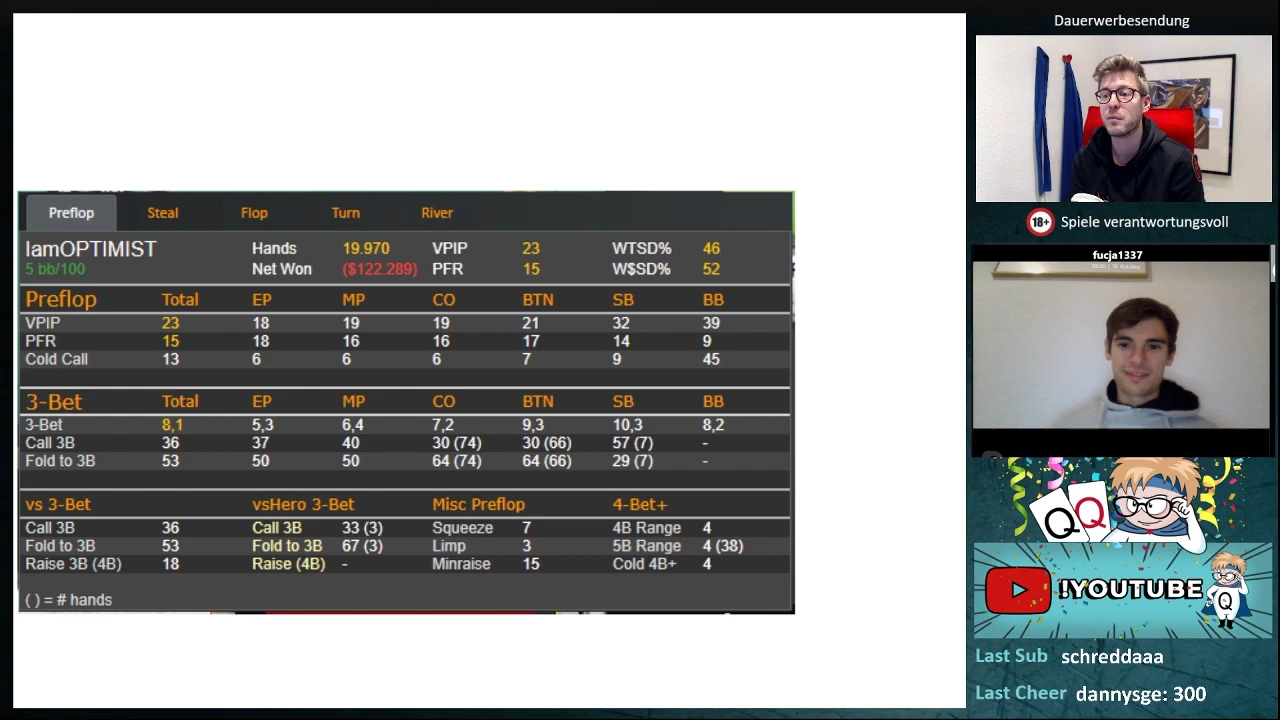 Dauerwerbesendung
18+ Spiele verantwortungsvoll
fucja1337
Preflop Steal Flop Turn River
IamOPTIMIST Hands 19.970 VPIP 23 WTSD% 46
5 bb/100 Net Won ($122.289) PFR 15 W$SD% 52
Preflop Total EP MP CO BTN SB BB
VPIP 23 18 19 19 21 32 39
PFR 15 18 16 16 17 14 9
Cold Call 13 6 6 6 7 9 45
3-Bet Total EP MP CO BTN SB BB
3-Bet 8,1 5,3 6,4 7,2 9,3 10,3 8,2
Call 3B 36 37 40 30 (74) 30 (66) 57 (7) -
Fold to 3B 53 50 50 64 (74) 64 (66) 29 (7) -
vs 3-Bet vsHero 3-Bet Misc Preflop 4-Bet+
Call 3B 36 Call 3B 33 (3) Squeeze 7 4B Range 4
Fold to 3B 53 Fold to 3B 67 (3) Limp 3 5B Range 4 (38)
Raise 3B (4B) 18 Raise (4B) - Minraise 15 Cold 4B+ 4
( ) = # hands
Q Q
!YOUTUBE
Q
Last Sub schreddaaa
Last Cheer dannysge: 300